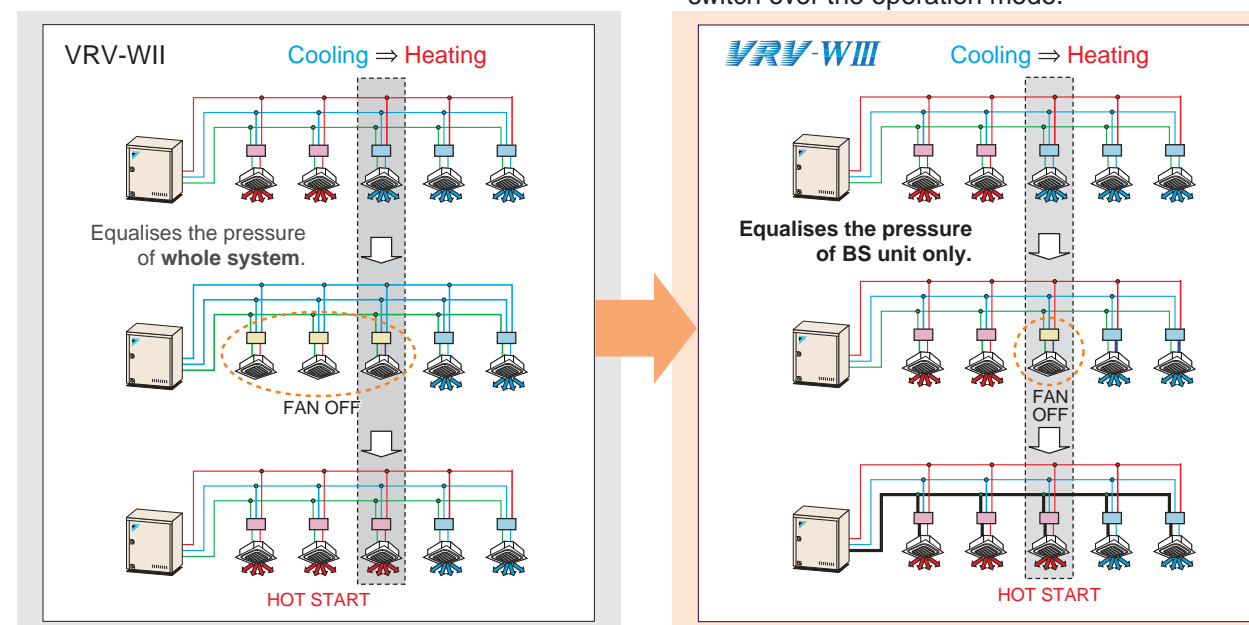 switch over the operation mode.
VRV-WII
Cooling ⇒ Heating
Equalises the pressure
of whole system.
FAN OFF
HOT START
VRV-WIII
Cooling ⇒ Heating
Equalises the pressure
of BS unit only.
FAN
OFF
HOT START